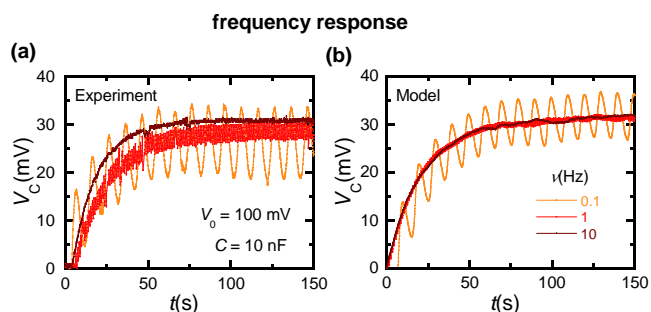 frequency response
(a)
Experiment
V₀ = 100 mV
C = 10 nF
V_C (mV)
40
30
20
10
0
0 50 100 150
t(s)
(b)
Model
ν(Hz)
0.1
1
10
V_C (mV)
40
30
20
10
0
0 50 100 150
t(s)